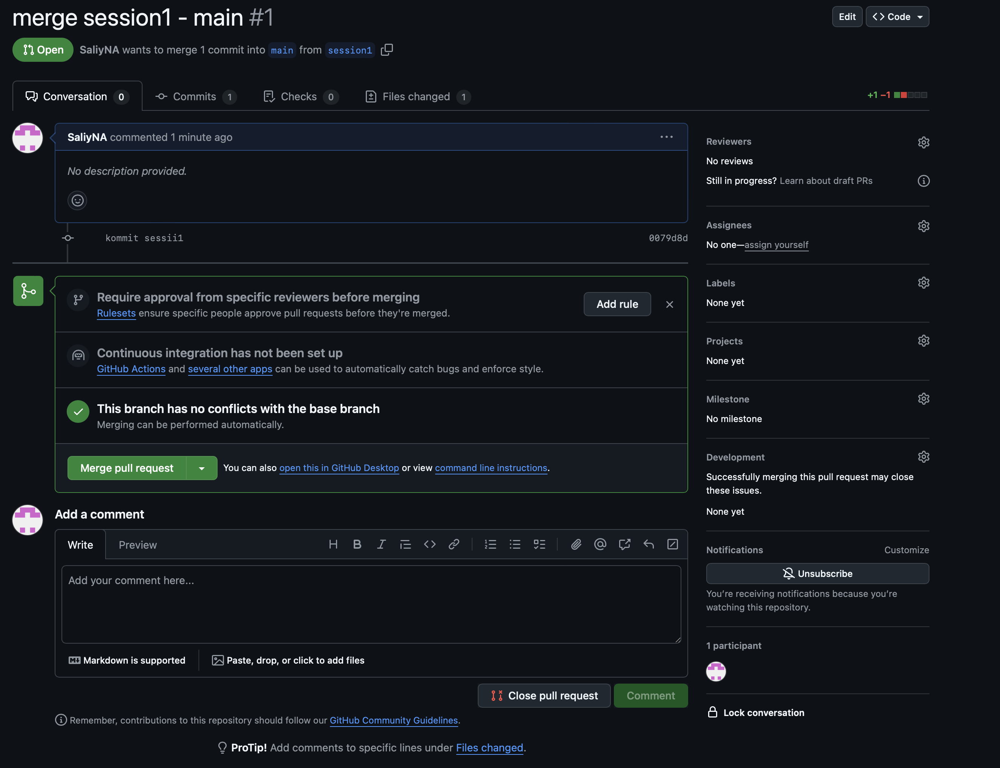 merge session1 - main #1
Edit
Code
Open
SaliyNA wants to merge 1 commit into main from session1
Conversation 0
Commits 1
Checks 0
Files changed 1
+1 −1
SaliyNA commented 1 minute ago
No description provided.
kommit sessii1
0079d8d
Require approval from specific reviewers before merging
Rulesets ensure specific people approve pull requests before they're merged.
Add rule
Continuous integration has not been set up
GitHub Actions and several other apps can be used to automatically catch bugs and enforce style.
This branch has no conflicts with the base branch
Merging can be performed automatically.
Merge pull request
You can also open this in GitHub Desktop or view command line instructions.
Add a comment
Write
Preview
Add your comment here...
Markdown is supported
Paste, drop, or click to add files
Close pull request
Comment
Remember, contributions to this repository should follow our GitHub Community Guidelines.
ProTip! Add comments to specific lines under Files changed.
Reviewers
No reviews
Still in progress? Learn about draft PRs
Assignees
No one—assign yourself
Labels
None yet
Projects
None yet
Milestone
No milestone
Development
Successfully merging this pull request may close
these issues.
None yet
Notifications
Customize
Unsubscribe
You’re receiving notifications because you’re
watching this repository.
1 participant
Lock conversation